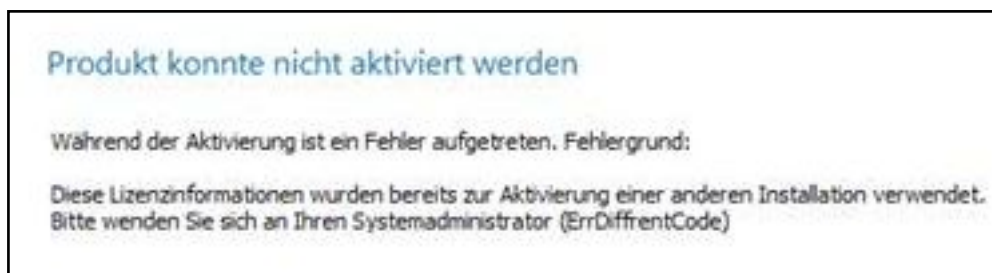 Produkt konnte nicht aktiviert werden
Während der Aktivierung ist ein Fehler aufgetreten. Fehlergrund:
Diese Lizenzinformationen wurden bereits zur Aktivierung einer anderen Installation verwendet.
Bitte wenden Sie sich an Ihren Systemadministrator (ErrDiffrentCode)